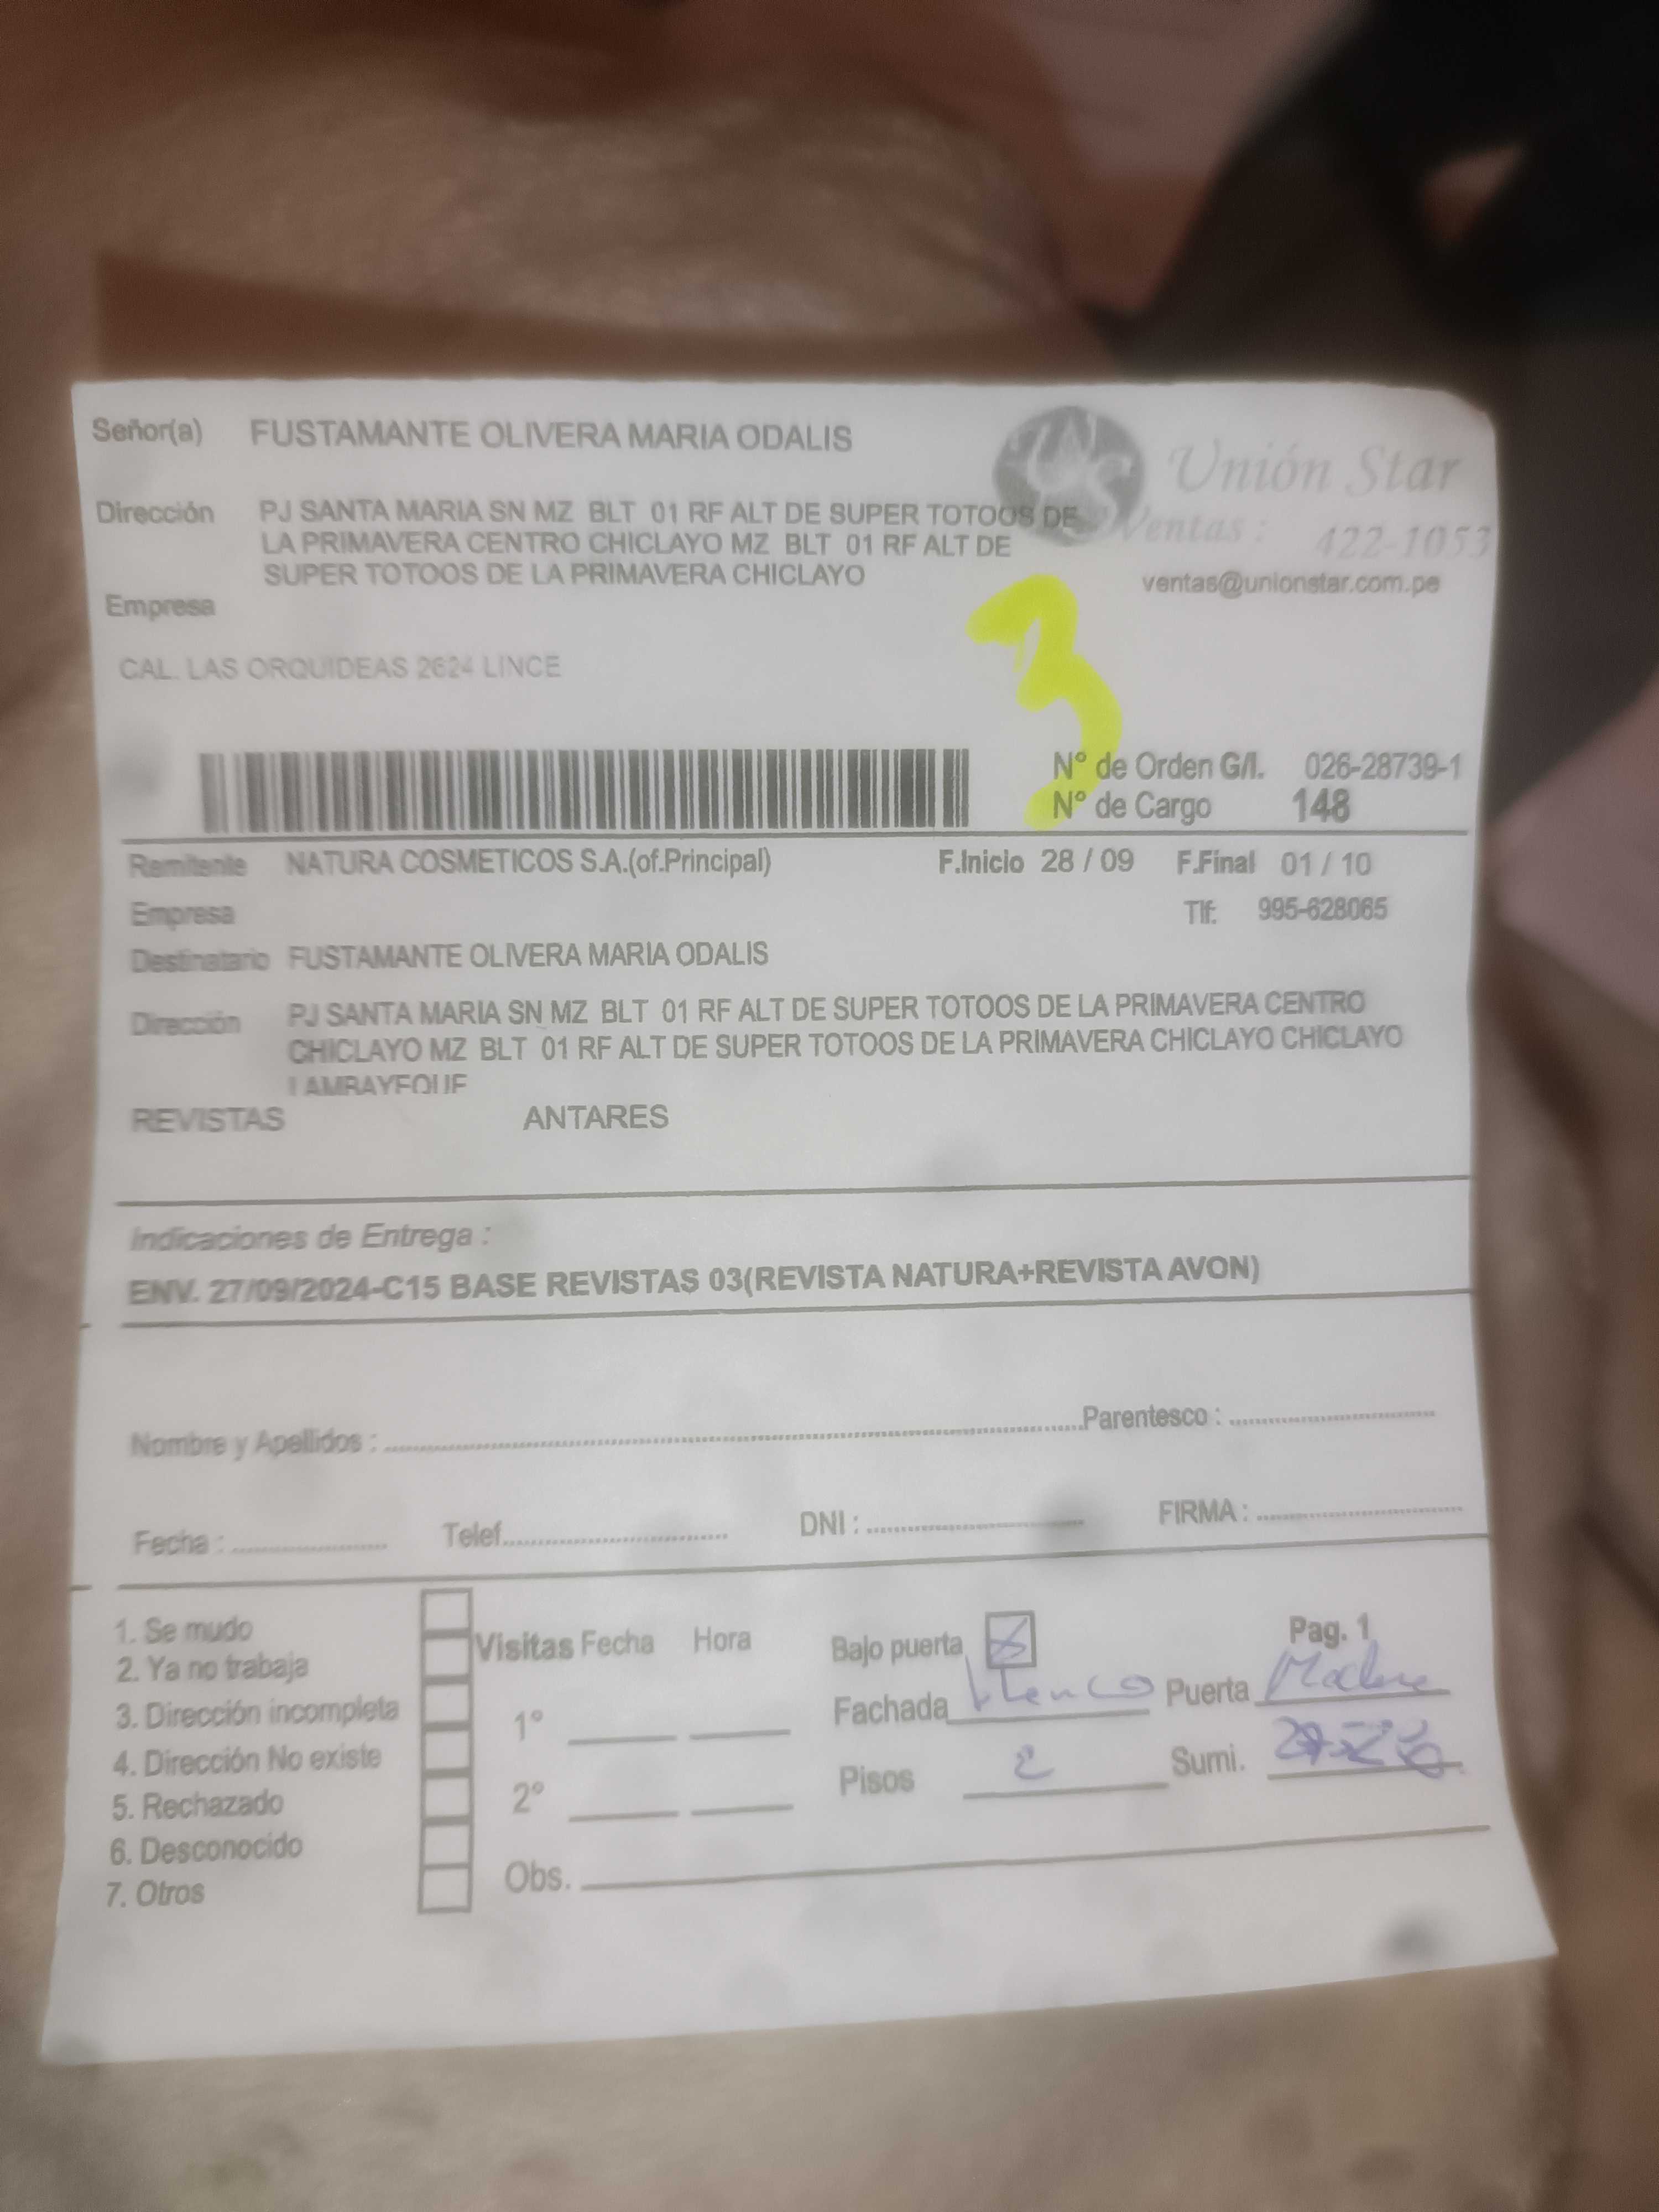 Señor(a) FUSTAMANTE OLIVERA MARIA ODALIS
Unión Star
Dirección PJ SANTA MARIA SN MZ BLT 01 RF ALT DE SUPER TOTOOS DE
LA PRIMAVERA CENTRO CHICLAYO MZ BLT 01 RF ALT DE
SUPER TOTOOS DE LA PRIMAVERA CHICLAYO
Ventas : 422-1053
ventas@unionstar.com.pe
Empresa
3
CAL. LAS ORQUIDEAS 2624 LINCE
N° de Orden G/I. 026-28739-1
N° de Cargo 148
Remitente NATURA COSMETICOS S.A.(of.Principal) F.Inicio 28 / 09 F.Final 01 / 10
Empresa Tlf: 995-628065
Destinatario FUSTAMANTE OLIVERA MARIA ODALIS
Dirección PJ SANTA MARIA SN MZ BLT 01 RF ALT DE SUPER TOTOOS DE LA PRIMAVERA CENTRO
CHICLAYO MZ BLT 01 RF ALT DE SUPER TOTOOS DE LA PRIMAVERA CHICLAYO CHICLAYO
LAMBAYEQUE
REVISTAS ANTARES
Indicaciones de Entrega :
ENV. 27/09/2024-C15 BASE REVISTAS 03(REVISTA NATURA+REVISTA AVON)
Nombre y Apellidos : Parentesco :
Fecha : Telef. DNI : FIRMA :
1. Se mudo
2. Ya no trabaja
3. Dirección incompleta
4. Dirección No existe
5. Rechazado
6. Desconocido
7. Otros
Visitas Fecha Hora
1°
2°
Obs.
Bajo puerta Pag. 1
Fachada blenco Puerta
Pisos 2 Sumi.